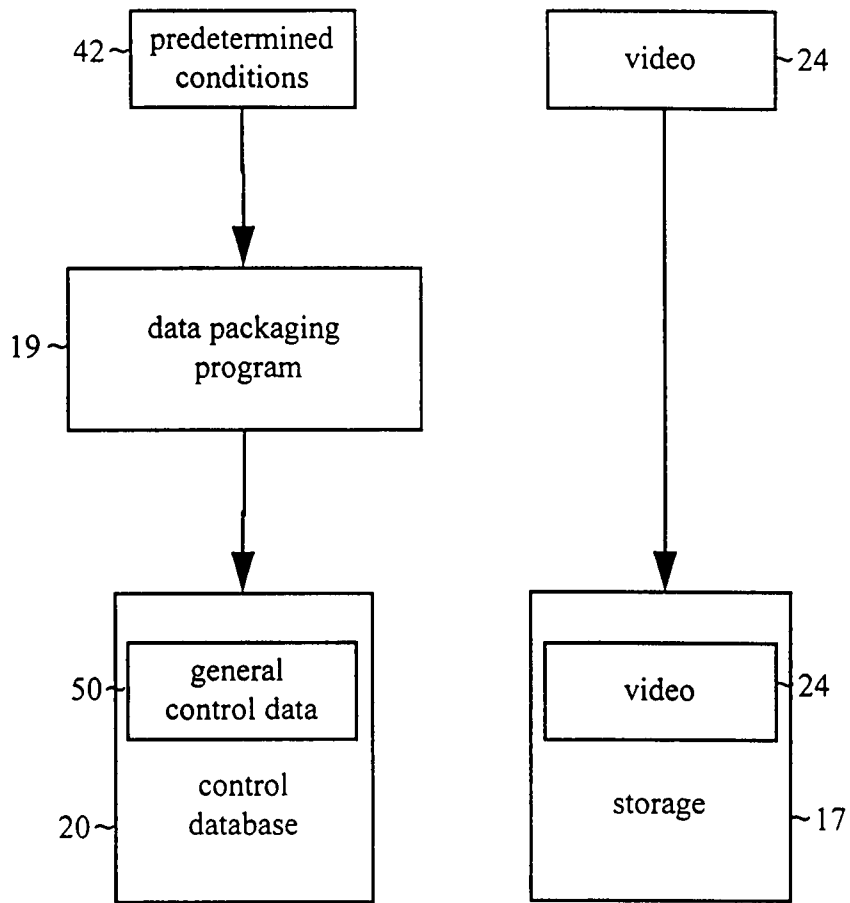 42
predetermined
conditions
video
24
19
data packaging
program
50
general
control data
control
20
database
video
24
storage
17